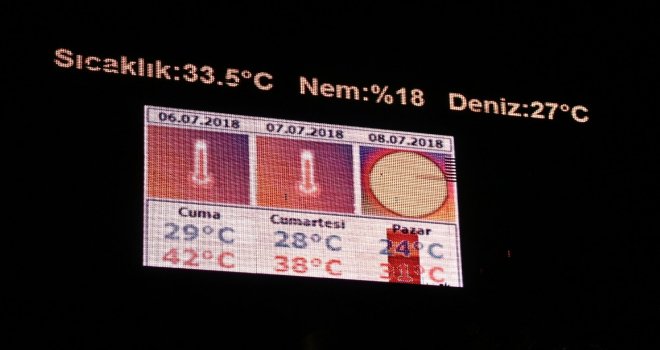 Sıcaklık:33.5°C Nem:%18 Deniz:27°C
06.07.2018 07.07.2018 08.07.2018
Cuma Cumartesi Pazar
29°C 28°C 24°C
42°C 38°C 31°C